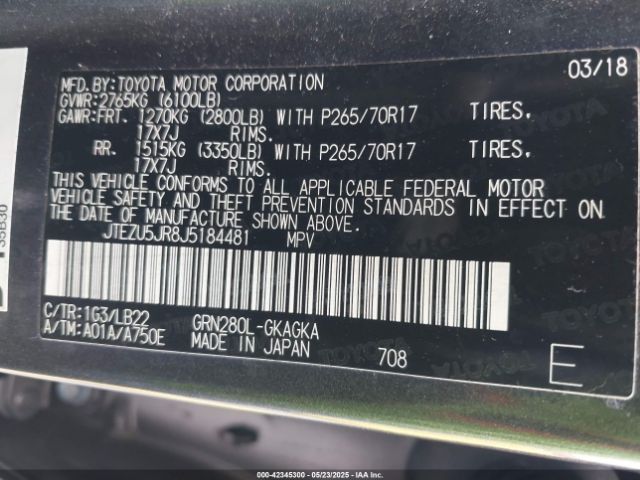 03/18
MFD.BY:TOYOTA MOTOR CORPORATION
GVWR:2765KG (6100LB)
GAWR:FRT. 1270KG (2800LB) WITH P265/70R17 TIRES,
17X7J RIMS.
RR. 1515KG (3350LB) WITH P265/70R17 TIRES,
17X7J RIMS.
THIS VEHICLE CONFORMS TO ALL APPLICABLE FEDERAL MOTOR
VEHICLE SAFETY AND THEFT PREVENTION STANDARDS IN EFFECT ON
THE DATE OF MANUFACTURE SHOWN ABOVE.
JTEZU5JR8J5184481 MPV
C/TR:1G3/LB22 GRN280L-GKAGKA
A/TM:A01A/A750E MADE IN JAPAN 708
E
35B30
000-42345300 - 05/23/2025 - IAA Inc.